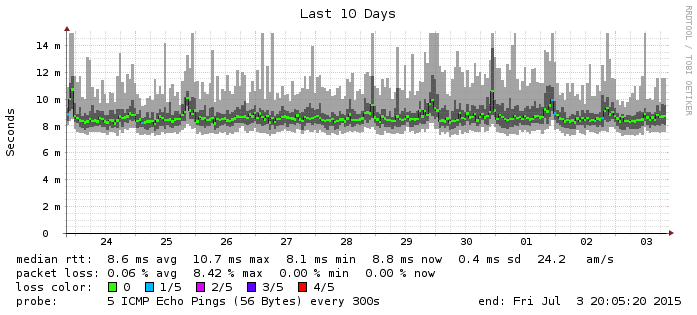 Last 10 Days
RRDTOOL / TOBI OETIKER
Seconds
14 m
12 m
10 m
8 m
6 m
4 m
2 m
0
24 25 26 27 28 29 30 01 02 03
median rtt: 8.6 ms avg 10.7 ms max 8.1 ms min 8.8 ms now 0.4 ms sd 24.2 am/s
packet loss: 0.06 % avg 8.42 % max 0.00 % min 0.00 % now
loss color: 0 1/5 2/5 3/5 4/5
probe: 5 ICMP Echo Pings (56 Bytes) every 300s end: Fri Jul 3 20:05:20 2015